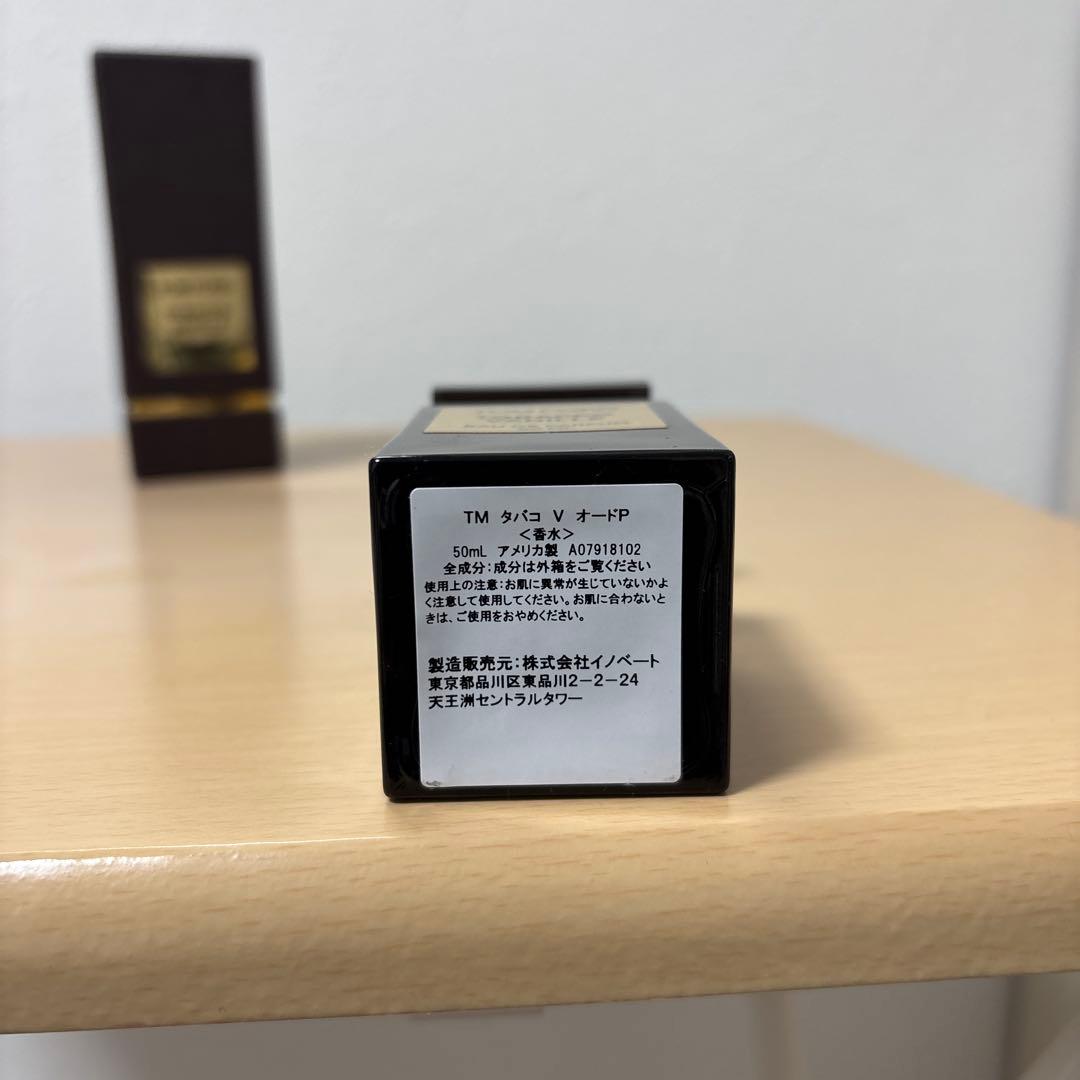 TM タバコ V オードP
<香水>
50mL アメリカ製 A07918102
全成分:成分は外箱をご覧ください
使用上の注意:お肌に異常が生じていないかよ
く注意して使用してください。お肌に合わないと
きは、ご使用をおやめください。
製造販売元:株式会社イノベート
東京都品川区東品川2-2-24
天王洲セントラルタワー